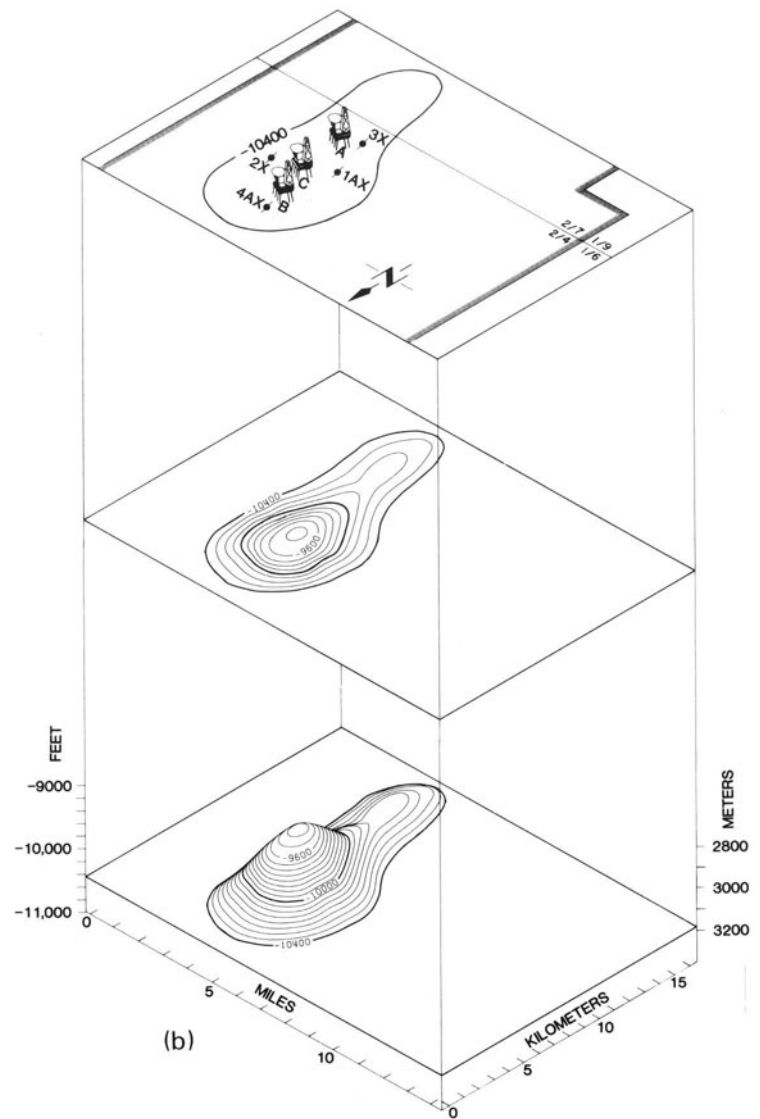 -10400
3X
A
2X
C
1AX
4AX
B
2/7 1/9
2/4 1/6
-10400
-9600
FEET
-9000
-10,000
-11,000
METERS
2800
3000
3200
-9600
-10000
-10400
0
5
10
MILES
0
5
10
15
KILOMETERS
(b)